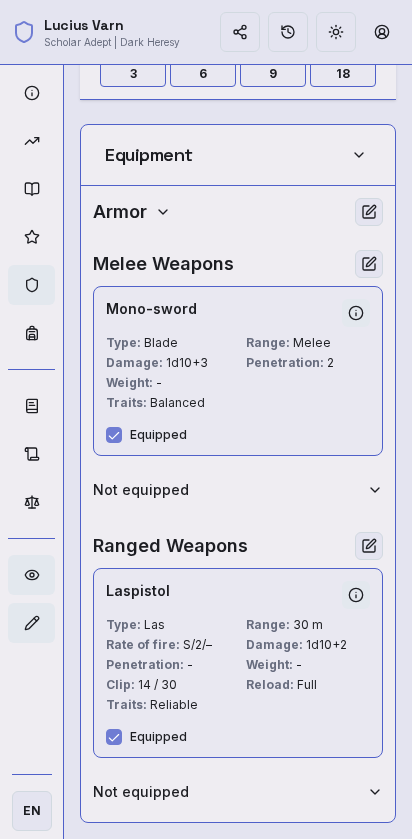 Lucius Varn
Scholar Adept | Dark Heresy
3 6 9 18
Equipment
Armor
Melee Weapons
Mono-sword
Type: Blade Range: Melee
Damage: 1d10+3 Penetration: 2
Weight: -
Traits: Balanced
Equipped
Not equipped
Ranged Weapons
Laspistol
Type: Las Range: 30 m
Rate of fire: S/2/– Damage: 1d10+2
Penetration: - Weight: -
Clip: 14 / 30 Reload: Full
Traits: Reliable
Equipped
Not equipped
EN